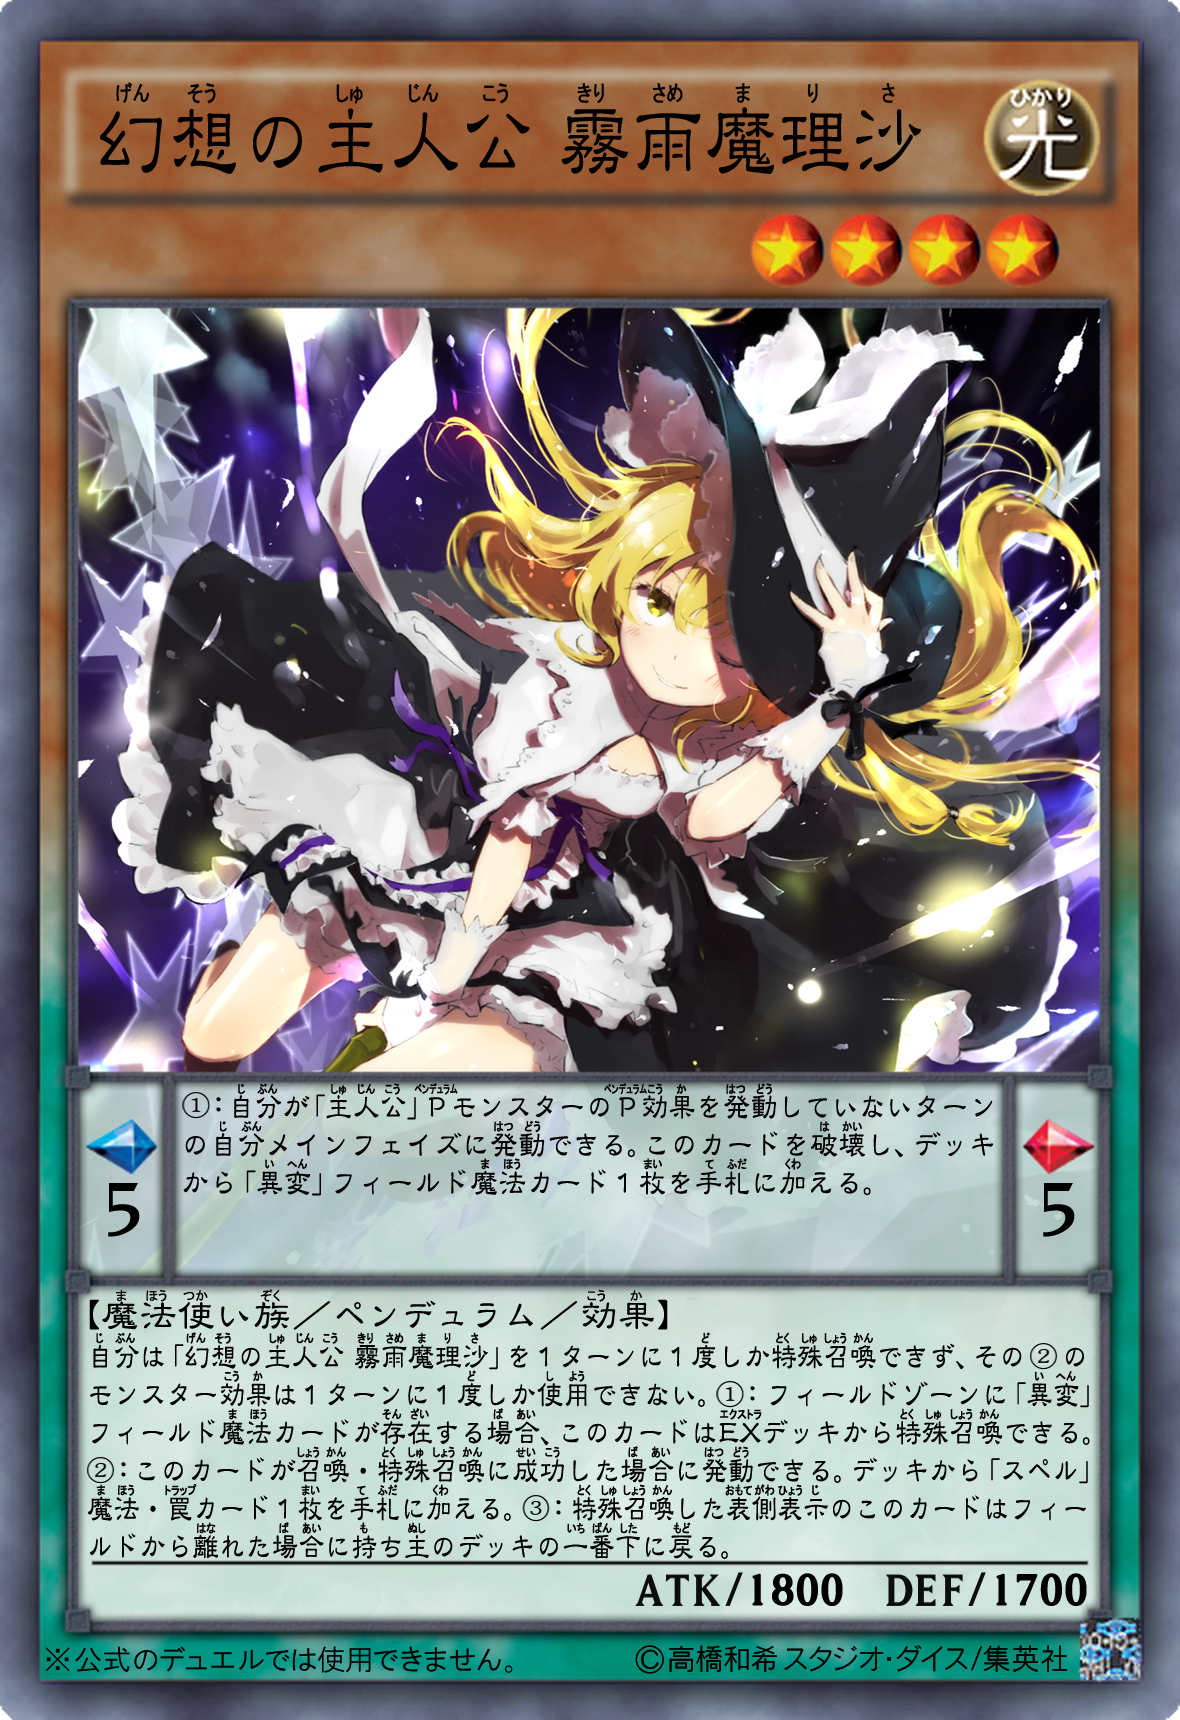 幻想の主人公 霧雨魔理沙
げん そう しゅ じん こう きり さめ ま り さ
ひかり
光
①：自分が「主人公」PモンスターのP効果を発動していないターン
の自分メインフェイズに発動できる。このカードを破壊し、デッキ
から「異変」フィールド魔法カード１枚を手札に加える。
5
5
【魔法使い族／ペンデュラム／効果】
自分は「幻想の主人公 霧雨魔理沙」を１ターンに１度しか特殊召喚できず、その②の
モンスター効果は１ターンに１度しか使用できない。①：フィールドゾーンに「異変」
フィールド魔法カードが存在する場合、このカードはEXデッキから特殊召喚できる。
②：このカードが召喚・特殊召喚に成功した場合に発動できる。デッキから「スペル」
魔法・罠カード１枚を手札に加える。③：特殊召喚した表側表示のこのカードはフィー
ルドから離れた場合に持ち主のデッキの一番下に戻る。
ATK/1800 DEF/1700
※公式のデュエルでは使用できません。 ©高橋和希 スタジオ・ダイス/集英社